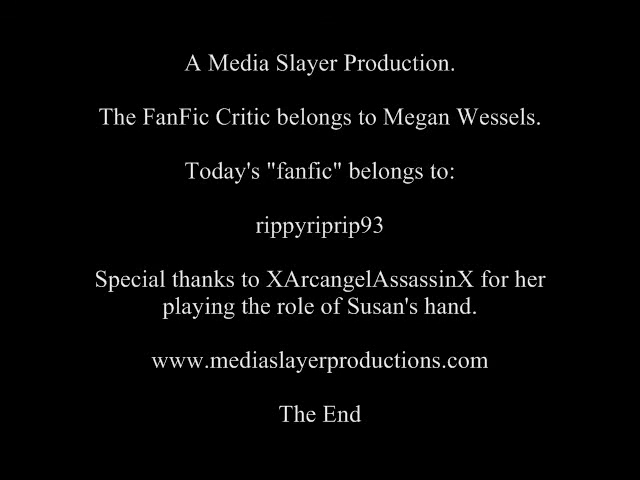 A Media Slayer Production.
The FanFic Critic belongs to Megan Wessels.
Today's "fanfic" belongs to:
rippyriprip93
Special thanks to XArcangelAssassinX for her
playing the role of Susan's hand.
www.mediaslayerproductions.com
The End